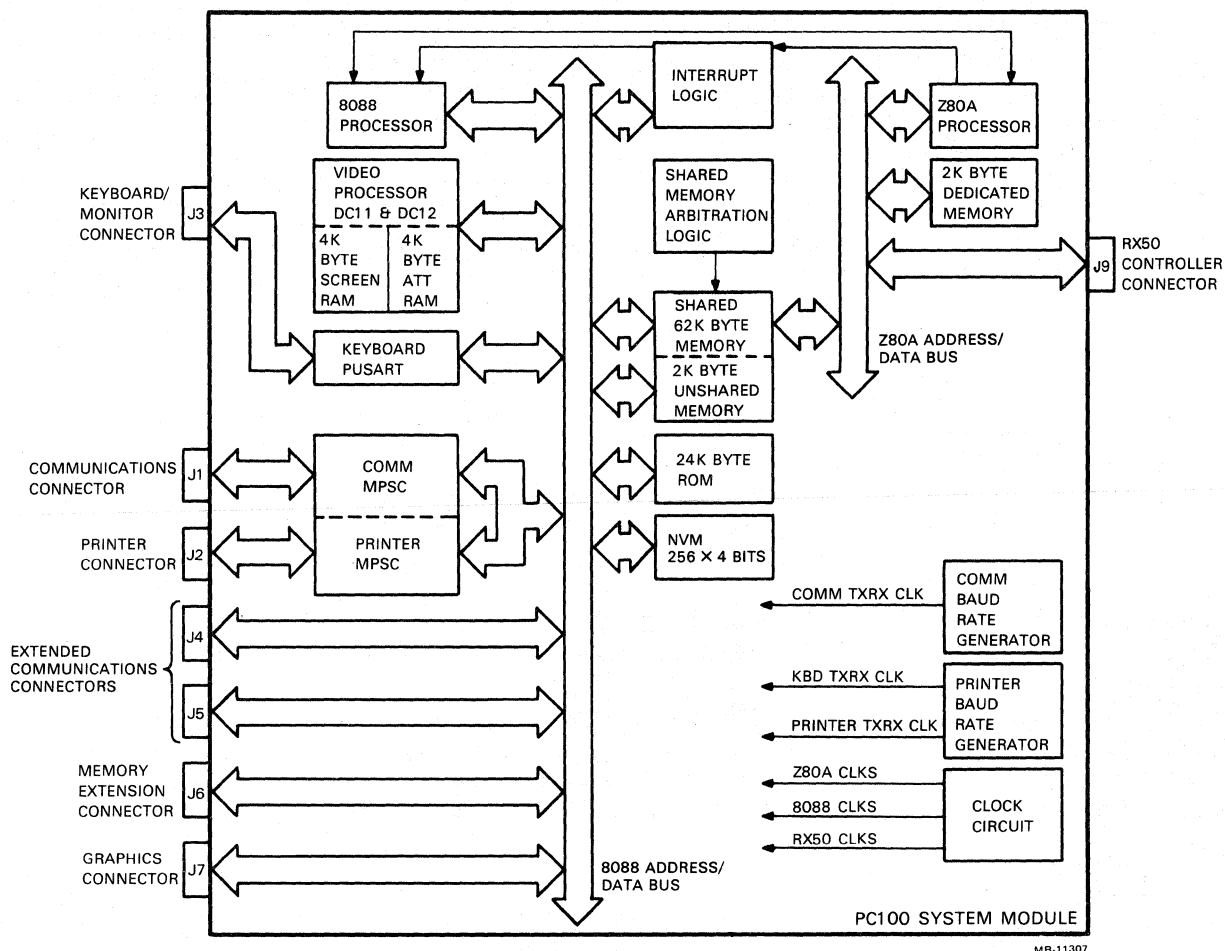 8088
PROCESSOR
INTERRUPT
LOGIC
Z80A
PROCESSOR
KEYBOARD/
MONITOR
CONNECTOR
J3
VIDEO
PROCESSOR
DC11 & DC12
4K
BYTE
SCREEN
RAM
4K
BYTE
ATT
RAM
SHARED
MEMORY
ARBITRATION
LOGIC
2K BYTE
DEDICATED
MEMORY
J9
RX50
CONTROLLER
CONNECTOR
KEYBOARD
PUSART
SHARED
62K BYTE
MEMORY
2K BYTE
UNSHARED
MEMORY
Z80A ADDRESS/
DATA BUS
COMMUNICATIONS
CONNECTOR
J1
COMM
MPSC
24K BYTE
ROM
PRINTER
CONNECTOR
J2
PRINTER
MPSC
NVM
256 X 4 BITS
COMM TXRX CLK
COMM
BAUD
RATE
GENERATOR
EXTENDED
COMMUNICATIONS
CONNECTORS
J4
J5
KBD TXRX CLK
PRINTER TXRX CLK
PRINTER
BAUD
RATE
GENERATOR
MEMORY
EXTENSION
CONNECTOR
J6
Z80A CLKS
8088 CLKS
RX50 CLKS
CLOCK
CIRCUIT
GRAPHICS
CONNECTOR
J7
8088 ADDRESS/
DATA BUS
PC100 SYSTEM MODULE
MR-11307